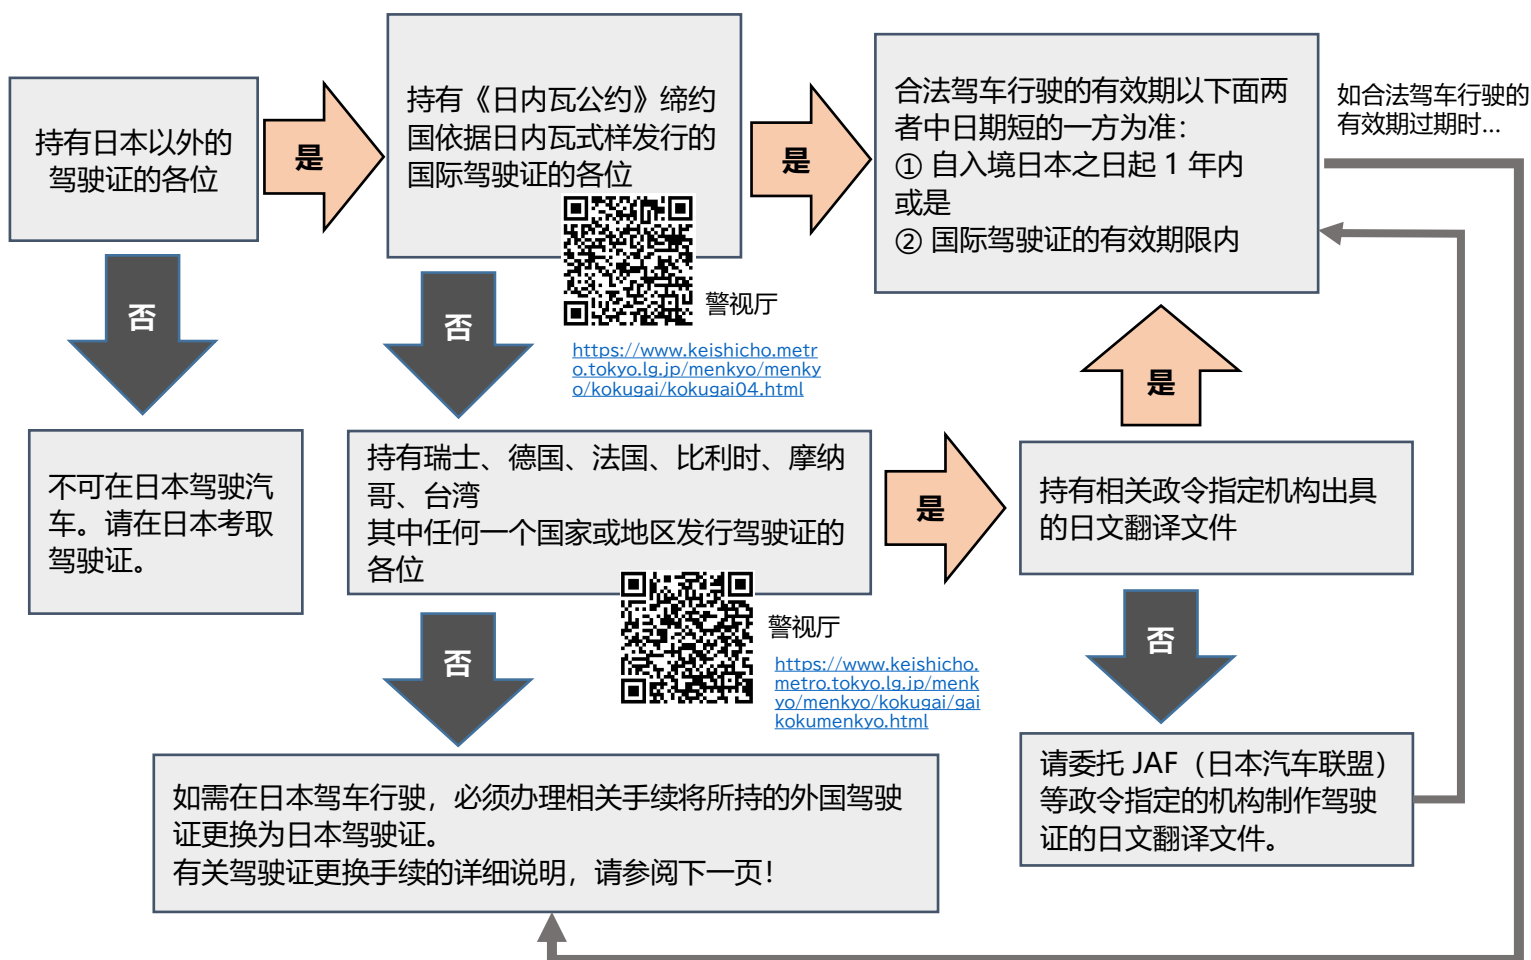 持有日本以外的
驾驶证的各位
是
持有《日内瓦公约》缔约
国依据日内瓦式样发行的
国际驾驶证的各位
是
合法驾车行驶的有效期以下面两
者中日期短的一方为准：
① 自入境日本之日起 1 年内
或是
② 国际驾驶证的有效期限内
如合法驾车行驶的
有效期过期时...
否
否
警视厅
https://www.keishicho.metr
o.tokyo.lg.jp/menkyo/menky
o/kokugai/kokugai04.html
是
不可在日本驾驶汽
车。请在日本考取
驾驶证。
持有瑞士、德国、法国、比利时、摩纳
哥、台湾
其中任何一个国家或地区发行驾驶证的
各位
是
持有相关政令指定机构出具
的日文翻译文件
否
警视厅
https://www.keishicho.
metro.tokyo.lg.jp/menk
yo/menkyo/kokugai/gai
kokumenkyo.html
否
如需在日本驾车行驶，必须办理相关手续将所持的外国驾驶
证更换为日本驾驶证。
有关驾驶证更换手续的详细说明，请参阅下一页！
请委托 JAF（日本汽车联盟）
等政令指定的机构制作驾驶
证的日文翻译文件。